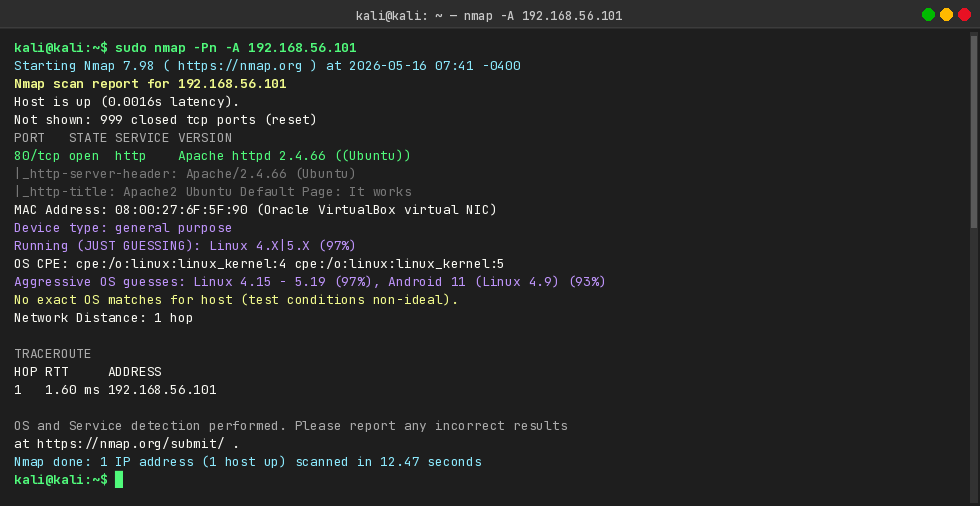 kali@kali: ~ — nmap -A 192.168.56.101
kali@kali:~$ sudo nmap -Pn -A 192.168.56.101
Starting Nmap 7.98 ( https://nmap.org ) at 2026-05-16 07:41 -0400
Nmap scan report for 192.168.56.101
Host is up (0.0016s latency).
Not shown: 999 closed tcp ports (reset)
PORT   STATE SERVICE VERSION
80/tcp open  http    Apache httpd 2.4.66 ((Ubuntu))
|_http-server-header: Apache/2.4.66 (Ubuntu)
|_http-title: Apache2 Ubuntu Default Page: It works
MAC Address: 08:00:27:6F:5F:90 (Oracle VirtualBox virtual NIC)
Device type: general purpose
Running (JUST GUESSING): Linux 4.X|5.X (97%)
OS CPE: cpe:/o:linux:linux_kernel:4 cpe:/o:linux:linux_kernel:5
Aggressive OS guesses: Linux 4.15 - 5.19 (97%), Android 11 (Linux 4.9) (93%)
No exact OS matches for host (test conditions non-ideal).
Network Distance: 1 hop
TRACEROUTE
HOP RTT     ADDRESS
1   1.60 ms 192.168.56.101
OS and Service detection performed. Please report any incorrect results
at https://nmap.org/submit/ .
Nmap done: 1 IP address (1 host up) scanned in 12.47 seconds
kali@kali:~$